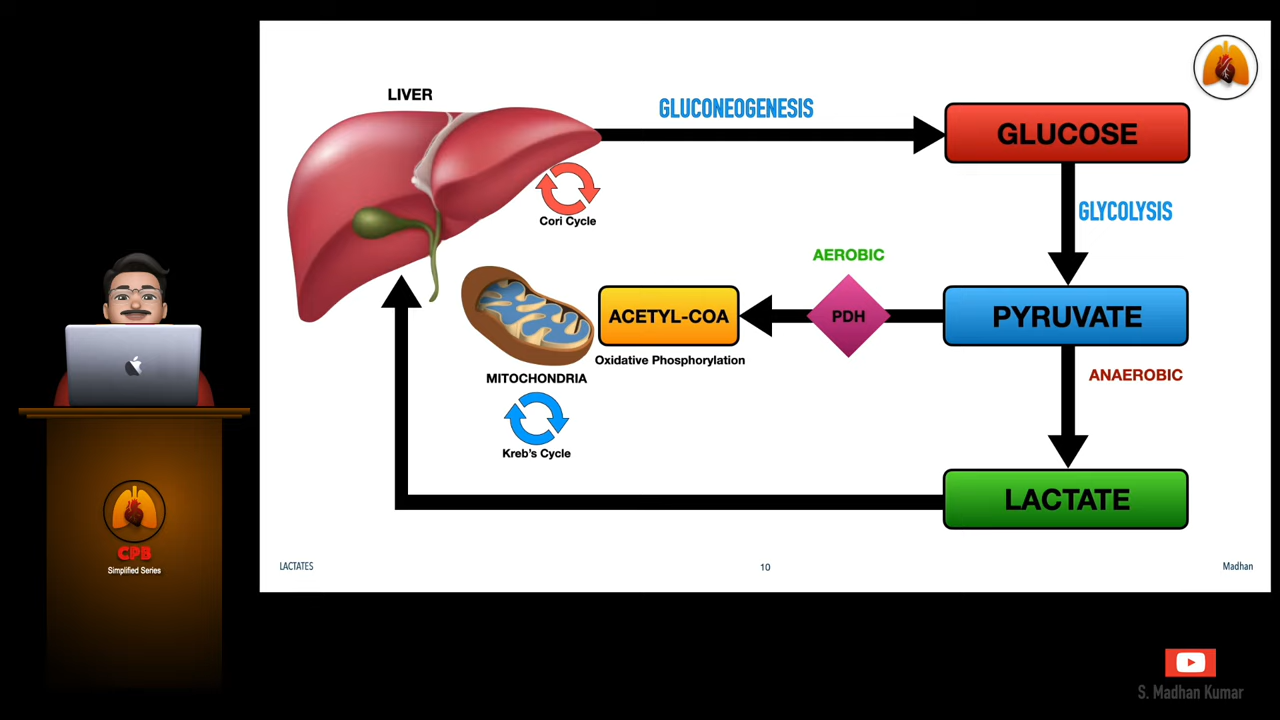 LIVER
GLUCONEOGENESIS
GLUCOSE
Cori Cycle
GLYCOLYSIS
AEROBIC
ACETYL-COA
PDH
PYRUVATE
Oxidative Phosphorylation
MITOCHONDRIA
ANAEROBIC
Kreb's Cycle
LACTATE
CPB
Simplified Series
LACTATES
10
Madhan
S. Madhan Kumar